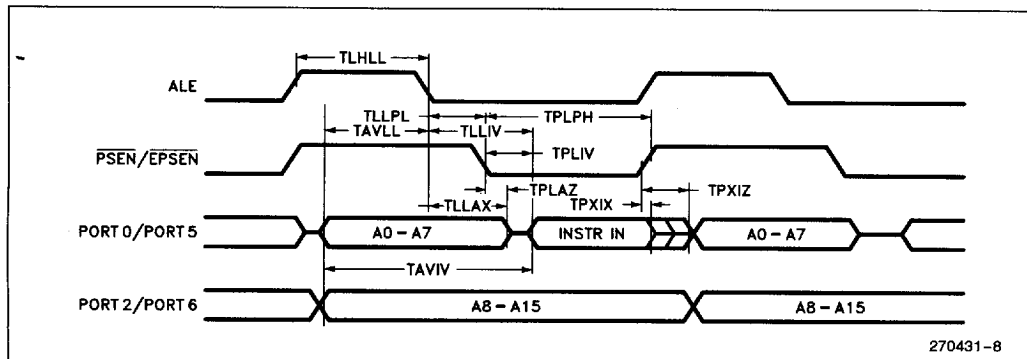 TLHLL
ALE
TLLPL
TPLPH
TAVLL
TLLIV
PSEN/EPSEN
TPLIV
TPLAZ
TPXIZ
TLLAX
TPXIX
PORT 0/PORT 5
A0 – A7
INSTR IN
A0 – A7
TAVIV
PORT 2/PORT 6
A8 – A15
A8 – A15
270431–8